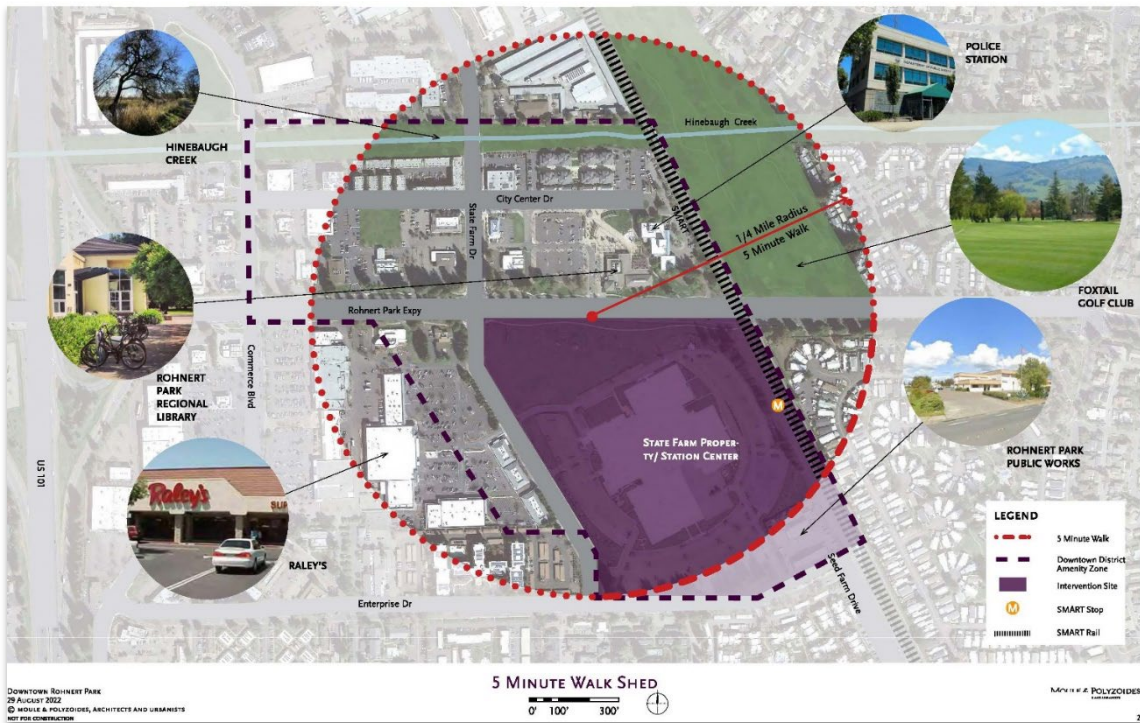 POLICE
STATION
HINEBAUGH
CREEK
Hinebaugh Creek
City Center Dr
State Farm Dr
SMART
1/4 Mile Radius
5 Minute Walk
FOXTAIL
GOLF CLUB
Rohnert Park Expy
ROHNERT
PARK
REGIONAL
LIBRARY
Commerce Blvd
US 101
STATE FARM PROPER-
TY/ STATION CENTER
M
ROHNERT PARK
PUBLIC WORKS
Raley's
SUP
RALEY'S
Seed Farm Drive
Enterprise Dr
LEGEND
5 Minute Walk
Downtown District
Amenity Zone
Intervention Site
M
SMART Stop
SMART Rail
5 MINUTE WALK SHED
0' 100' 300'
DOWNTOWN ROHNERT PARK
29 AUGUST 2022
© MOULE & POLYZOIDES, ARCHITECTS AND URBANISTS
NOT FOR CONSTRUCTION
MOULE & POLYZOIDES